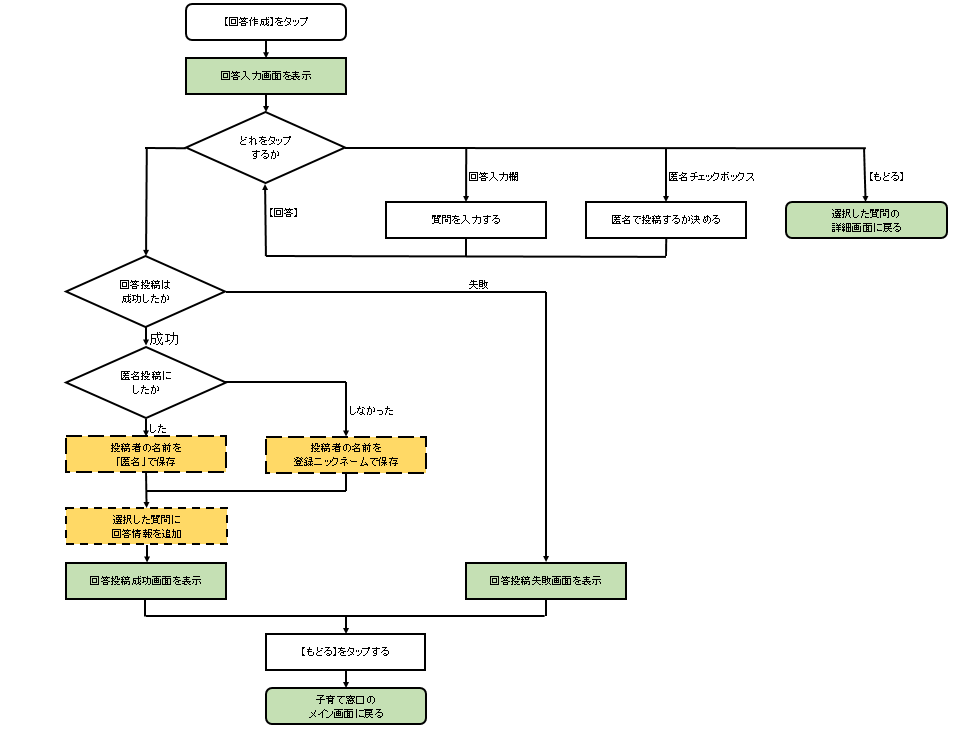 【回答作成】をタップ
回答入力画面を表示
どれをタップ
するか
回答入力欄
匿名チェックボックス
【もどる】
【回答】
質問を入力する
匿名で投稿するか決める
選択した質問の
詳細画面に戻る
回答投稿は
成功したか
失敗
成功
匿名投稿に
したか
しなかった
した
投稿者の名前を
「匿名」で保存
投稿者の名前を
登録ニックネームで保存
選択した質問に
回答情報を追加
回答投稿成功画面を表示
回答投稿失敗画面を表示
【もどる】をタップする
子育て窓口の
メイン画面に戻る